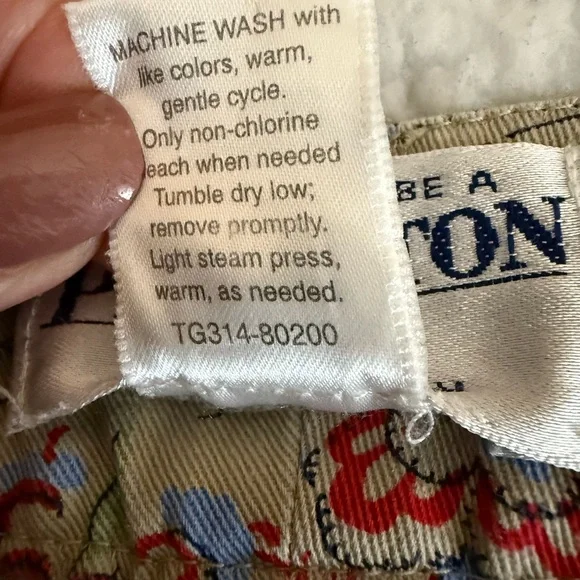 MACHINE WASH with
like colors, warm,
gentle cycle.
Only non-chlorine
each when needed
Tumble dry low;
remove promptly.
Light steam press,
warm, as needed.
TG314-80200
BE A
TON